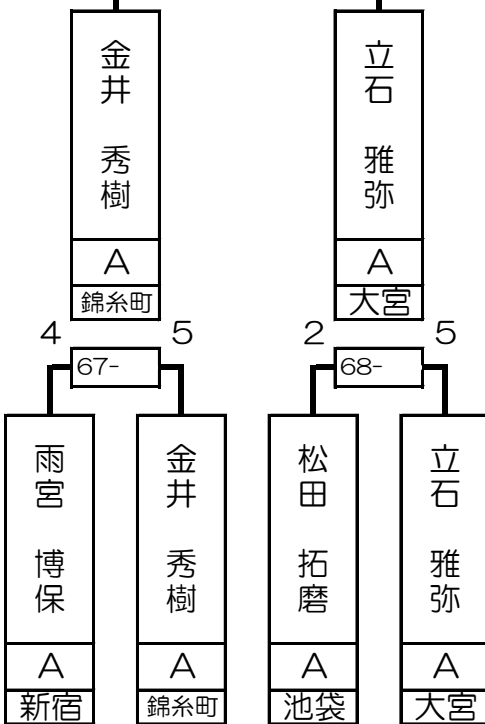 金井 秀樹
A
錦糸町
立石 雅弥
A
大宮
4 5
67-
2 5
68-
雨宮 博保
A
新宿
金井 秀樹
A
錦糸町
松田 拓磨
A
池袋
立石 雅弥
A
大宮